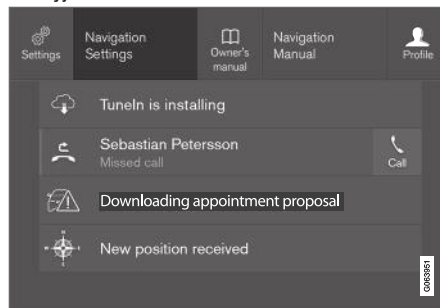 Settings
Navigation
Settings
Owner's
manual
Navigation
Manual
Profile
TuneIn is installing
Sebastian Petersson
Missed call
Call
Downloading appointment proposal
New position received
G063951